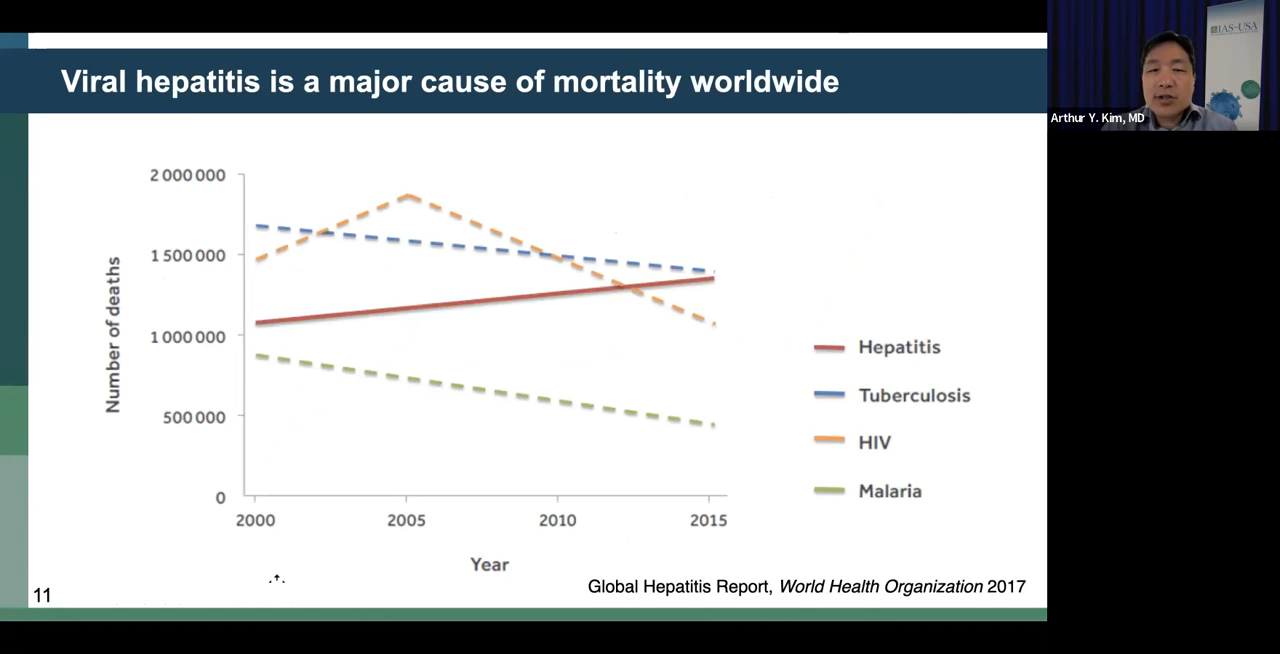 Viral hepatitis is a major cause of mortality worldwide
IAS-USA
Arthur Y. Kim, MD
Number of deaths
2 000 000
1 500 000
1 000 000
500 000
0
2000 2005 2010 2015
Year
Hepatitis
Tuberculosis
HIV
Malaria
11
Global Hepatitis Report, World Health Organization 2017